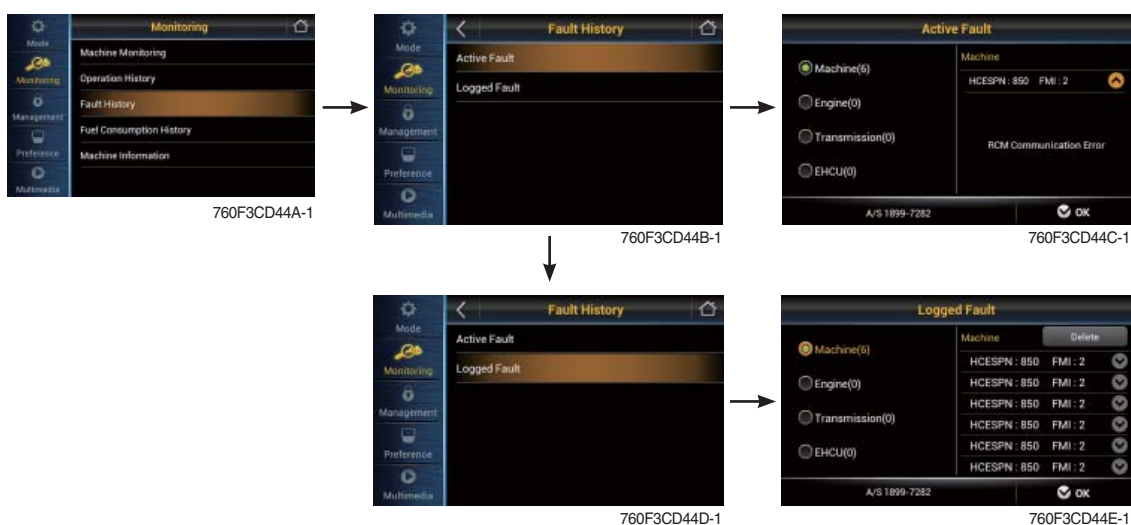 Monitoring
Mode
Monitoring
Management
Preference
Multimedia
Machine Monitoring
Operation History
Fault History
Fuel Consumption History
Machine Information
760F3CD44A-1
Fault History
Mode
Monitoring
Management
Preference
Multimedia
Active Fault
Logged Fault
760F3CD44B-1
Active Fault
Machine(6)
Engine(0)
Transmission(0)
EHCU(0)
Machine
HCESPN : 850 FMI : 2
RCM Communication Error
A/S 1899-7282
OK
760F3CD44C-1
Fault History
Mode
Monitoring
Management
Preference
Multimedia
Active Fault
Logged Fault
760F3CD44D-1
Logged Fault
Machine(6)
Engine(0)
Transmission(0)
EHCU(0)
Machine
Delete
HCESPN : 850 FMI : 2
HCESPN : 850 FMI : 2
HCESPN : 850 FMI : 2
HCESPN : 850 FMI : 2
HCESPN : 850 FMI : 2
HCESPN : 850 FMI : 2
A/S 1899-7282
OK
760F3CD44E-1